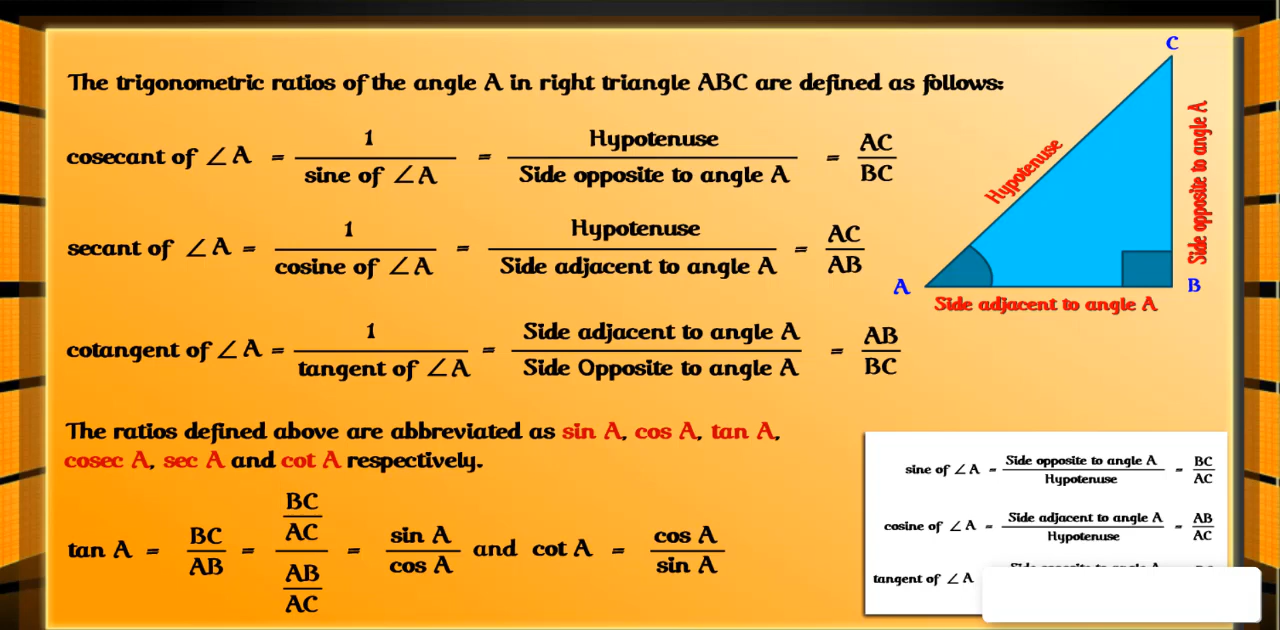 The trigonometric ratios of the angle A in right triangle ABC are defined as follows:
cosecant of ∠A = 1 / sine of ∠A = Hypotenuse / Side opposite to angle A = AC / BC
secant of ∠A = 1 / cosine of ∠A = Hypotenuse / Side adjacent to angle A = AC / AB
cotangent of ∠A = 1 / tangent of ∠A = Side adjacent to angle A / Side Opposite to angle A = AB / BC
C
Hypotenuse
Side opposite to angle A
A
B
Side adjacent to angle A
The ratios defined above are abbreviated as sin A, cos A, tan A,
cosec A, sec A and cot A respectively.
tan A = BC / AB = BC / AC / AB / AC = sin A / cos A and cot A = cos A / sin A
sine of ∠A = Side opposite to angle A / Hypotenuse = BC / AC
cosine of ∠A = Side adjacent to angle A / Hypotenuse = AB / AC
tangent of ∠A